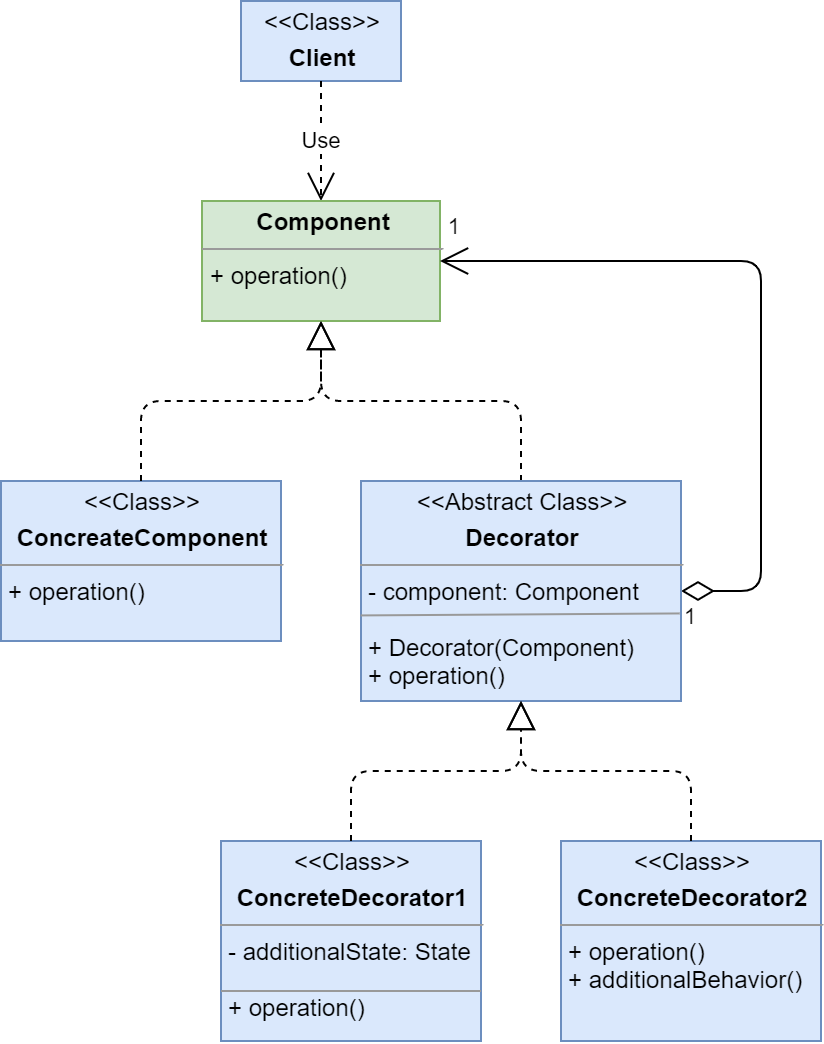 <<Class>>
Client
Use
Component
1
+ operation()
<<Class>>
ConcreateComponent
+ operation()
<<Abstract Class>>
Decorator
- component: Component
1
+ Decorator(Component)
+ operation()
<<Class>>
ConcreteDecorator1
- additionalState: State
+ operation()
<<Class>>
ConcreteDecorator2
+ operation()
+ additionalBehavior()